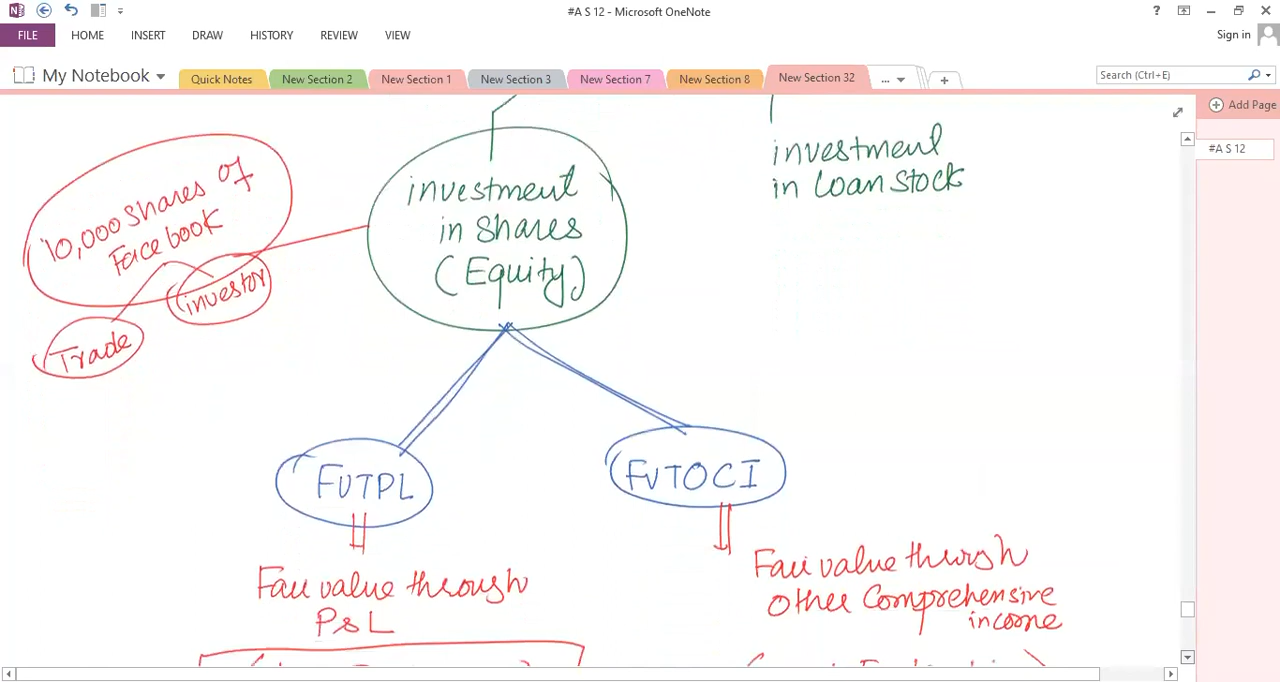 #A S 12 - Microsoft OneNote
?
FILE HOME INSERT DRAW HISTORY REVIEW VIEW
Sign in
My Notebook
Quick Notes
New Section 2
New Section 1
New Section 3
New Section 7
New Section 8
New Section 32
...
Search (Ctrl+E)
Add Page
#A S 12
10,000 Shares of
Facebook
investor
Trade
investment
in Shares
(Equity)
investment
in Loan Stock
FVTPL
FVTOCI
Fair value through
P&L
Fair value through
Other Comprehensive
income